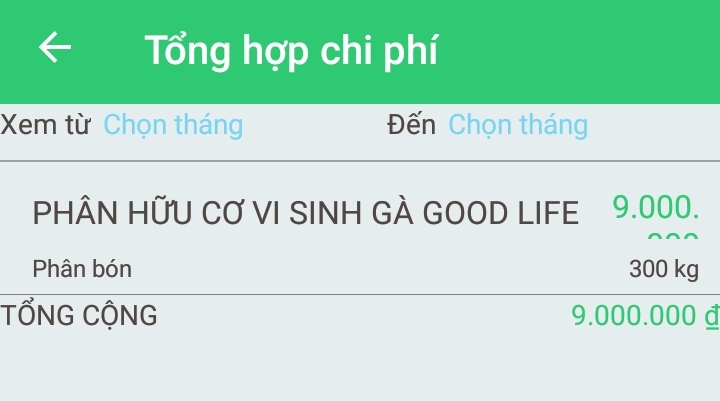 Tổng hợp chi phí
Xem từ Chọn tháng Đến Chọn tháng
PHÂN HỮU CƠ VI SINH GÀ GOOD LIFE 9.000.
Phân bón 300 kg
TỔNG CỘNG 9.000.000 ₫